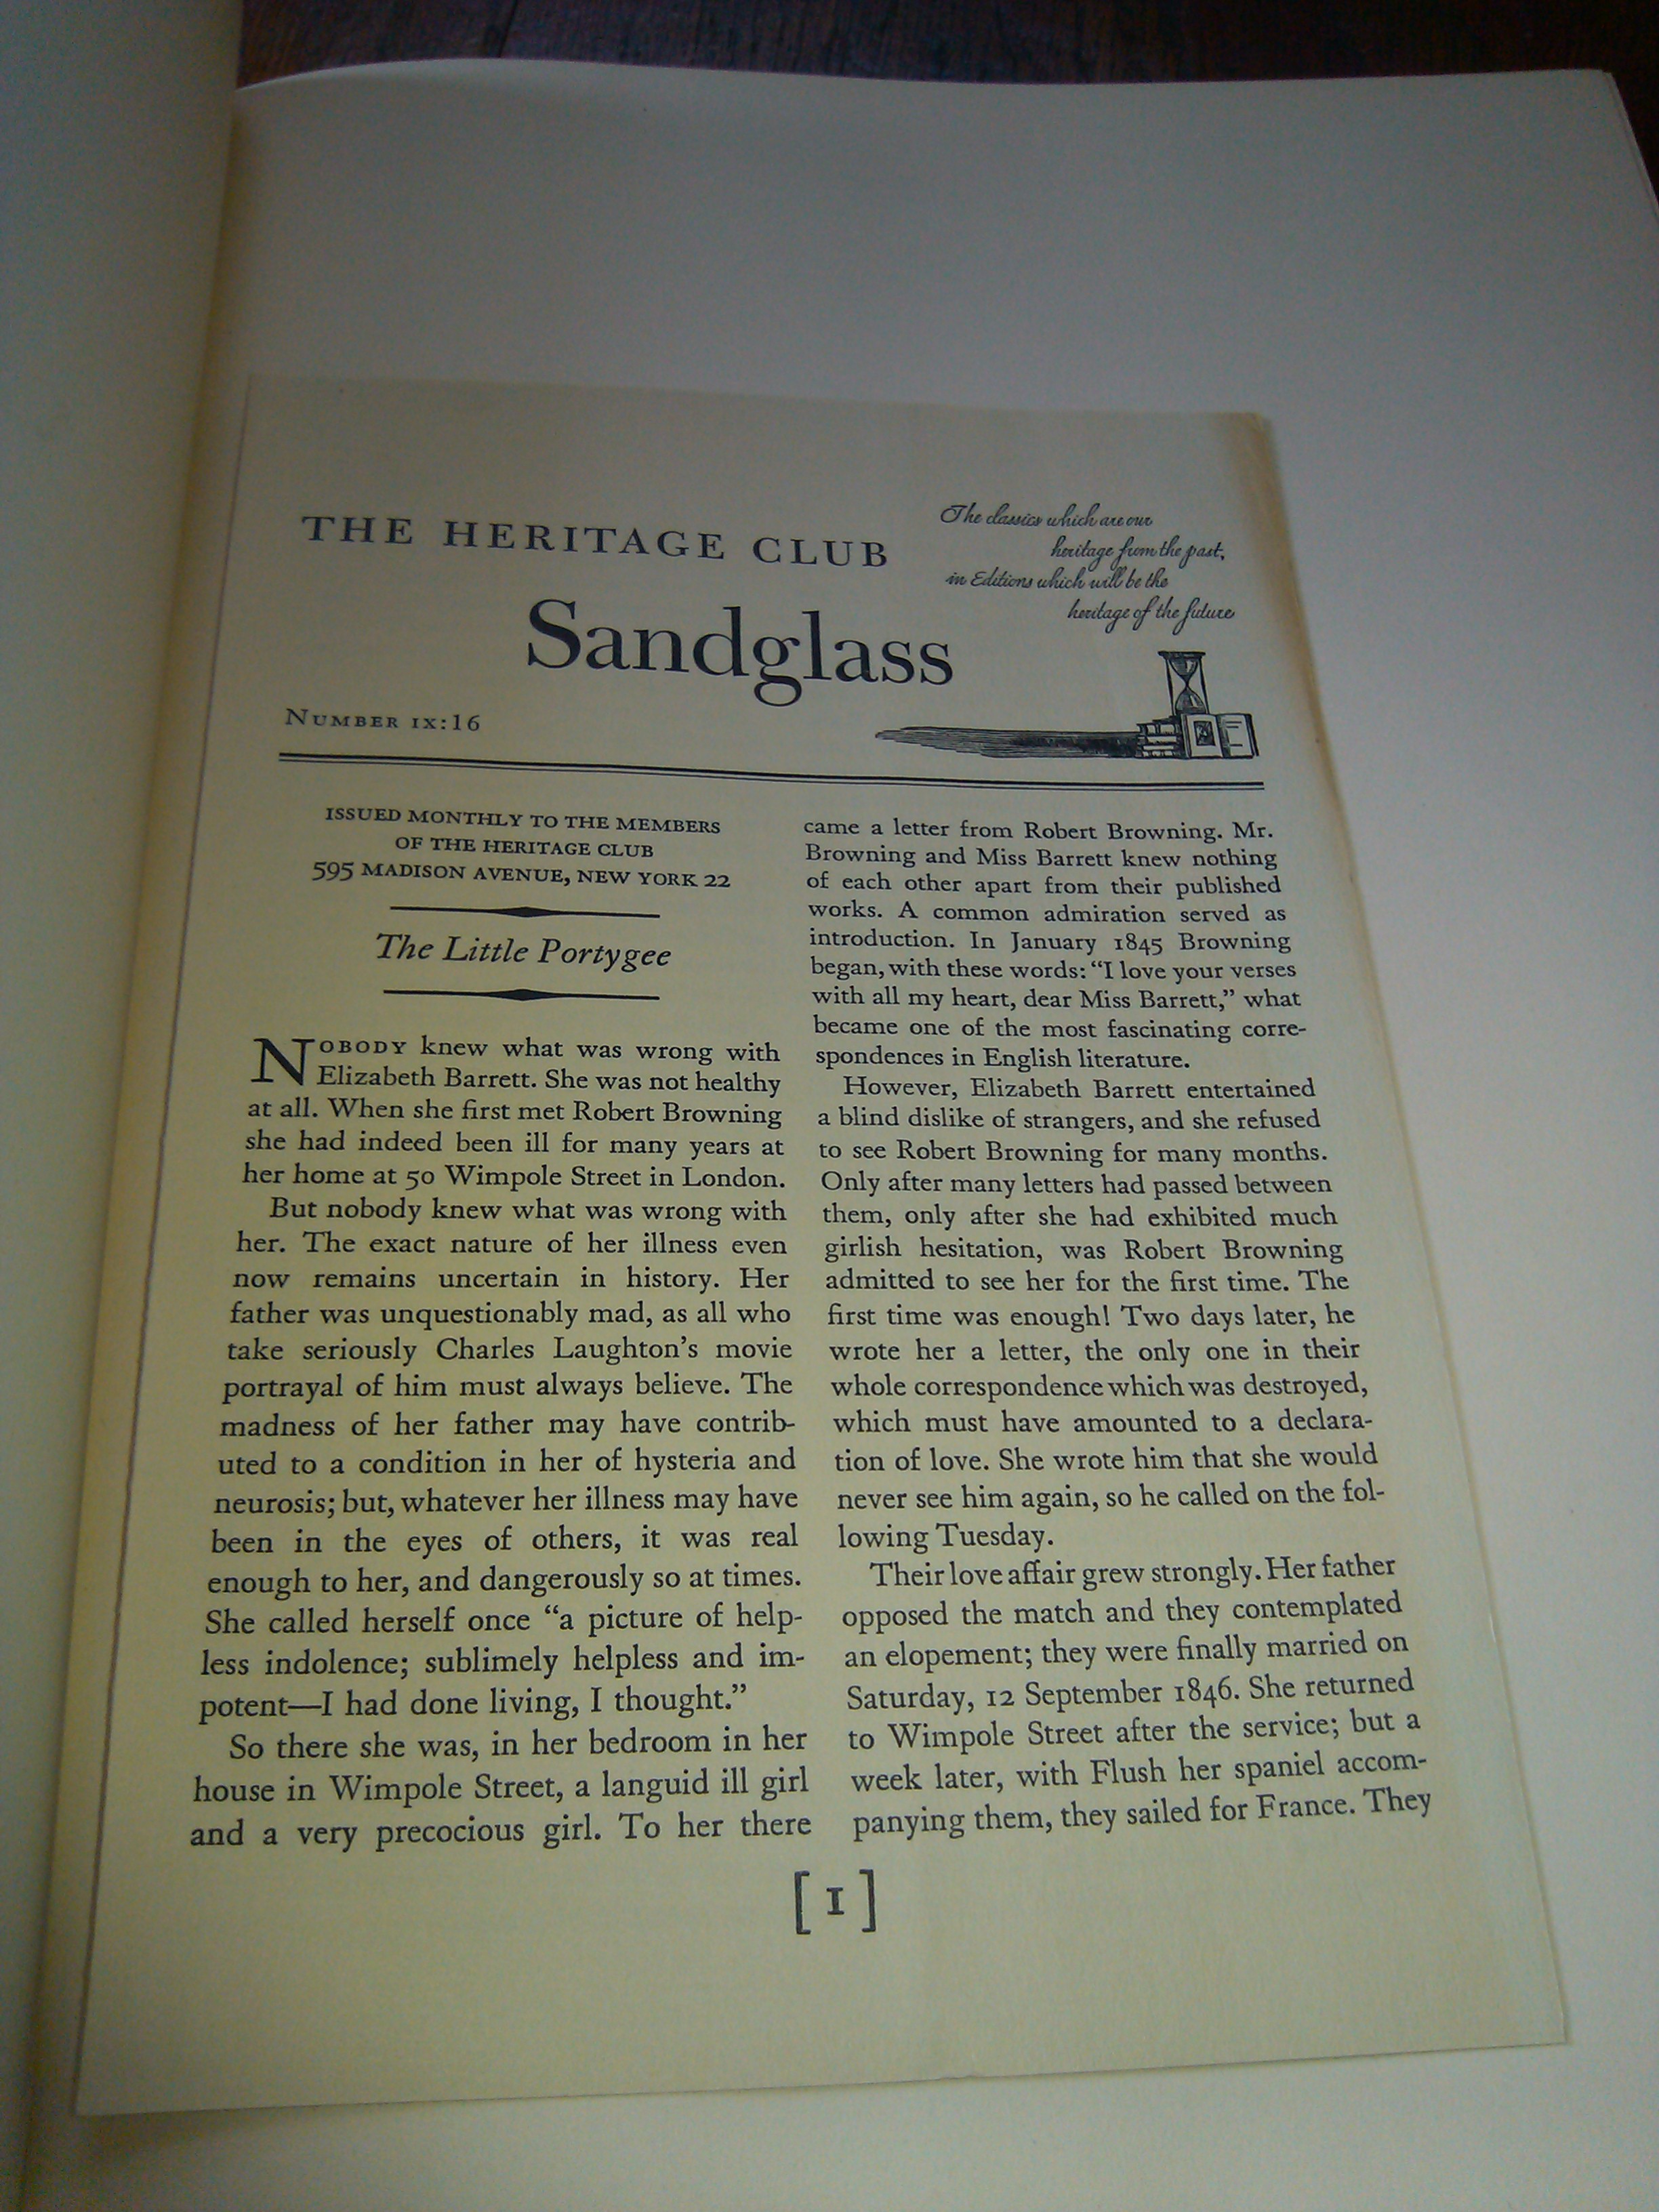 THE HERITAGE CLUB
The classics which are our
heritage from the past,
in Editions which will be the
heritage of the future
Sandglass
NUMBER IX:16
ISSUED MONTHLY TO THE MEMBERS
OF THE HERITAGE CLUB
595 MADISON AVENUE, NEW YORK 22
The Little Portygee
NOBODY knew what was wrong with
Elizabeth Barrett. She was not healthy
at all. When she first met Robert Browning
she had indeed been ill for many years at
her home at 50 Wimpole Street in London.
But nobody knew what was wrong with
her. The exact nature of her illness even
now remains uncertain in history. Her
father was unquestionably mad, as all who
take seriously Charles Laughton's movie
portrayal of him must always believe. The
madness of her father may have contrib-
uted to a condition in her of hysteria and
neurosis; but, whatever her illness may have
been in the eyes of others, it was real
enough to her, and dangerously so at times.
She called herself once "a picture of help-
less indolence; sublimely helpless and im-
potent—I had done living, I thought."
So there she was, in her bedroom in her
house in Wimpole Street, a languid ill girl
and a very precocious girl. To her there
came a letter from Robert Browning. Mr.
Browning and Miss Barrett knew nothing
of each other apart from their published
works. A common admiration served as
introduction. In January 1845 Browning
began, with these words: "I love your verses
with all my heart, dear Miss Barrett," what
became one of the most fascinating corre-
spondences in English literature.
However, Elizabeth Barrett entertained
a blind dislike of strangers, and she refused
to see Robert Browning for many months.
Only after many letters had passed between
them, only after she had exhibited much
girlish hesitation, was Robert Browning
admitted to see her for the first time. The
first time was enough! Two days later, he
wrote her a letter, the only one in their
whole correspondence which was destroyed,
which must have amounted to a declara-
tion of love. She wrote him that she would
never see him again, so he called on the fol-
lowing Tuesday.
Their love affair grew strongly. Her father
opposed the match and they contemplated
an elopement; they were finally married on
Saturday, 12 September 1846. She returned
to Wimpole Street after the service; but a
week later, with Flush her spaniel accom-
panying them, they sailed for France. They
[1]